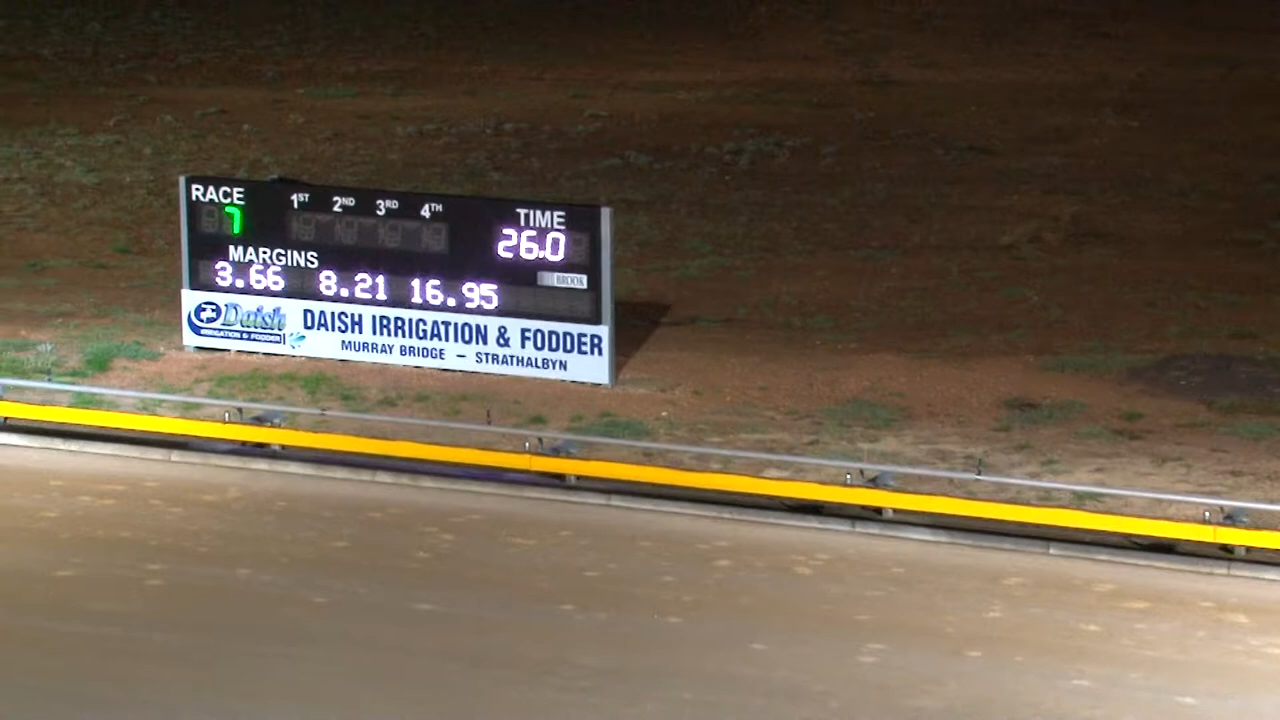 RACE 1ST 2ND 3RD 4TH TIME
7 26.0
MARGINS
3.66 8.21 16.95
BROOK
Daish
IRRIGATION & FODDER
DAISH IRRIGATION & FODDER
MURRAY BRIDGE – STRATHALBYN